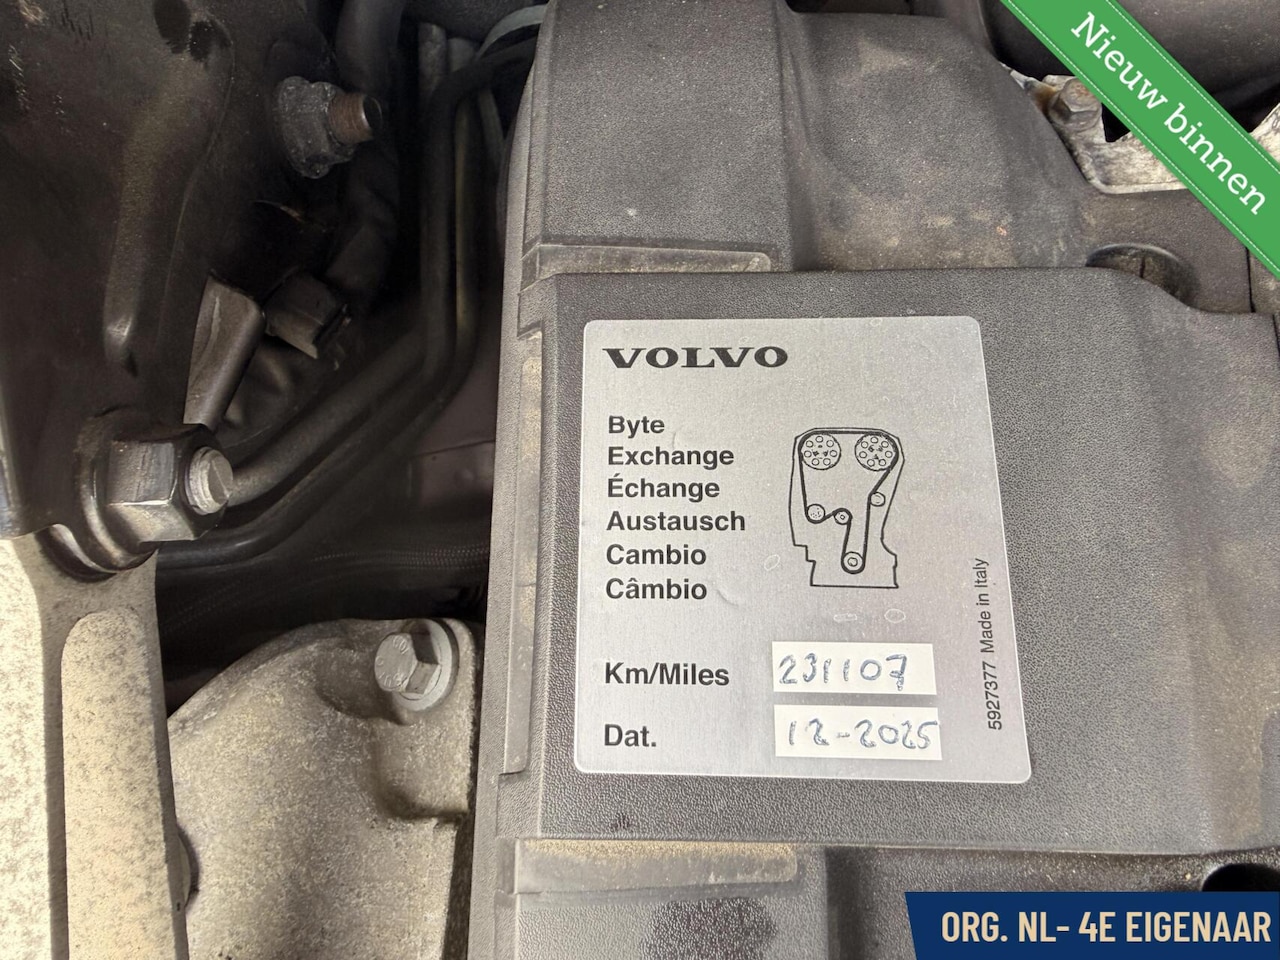 Nieuw binnen
VOLVO
Byte
Exchange
Échange
Austausch
Cambio
Câmbio
Km/Miles 231107
Dat. 12-2025
5927377 Made in Italy
ORG. NL- 4E EIGENAAR